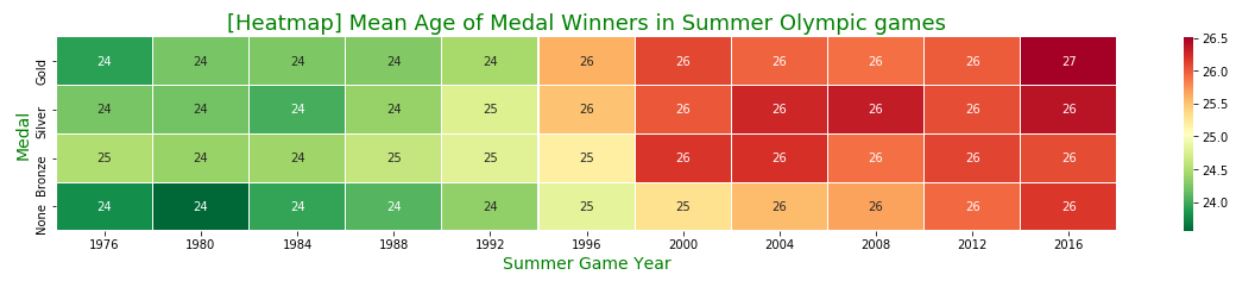 [Heatmap] Mean Age of Medal Winners in Summer Olympic games
Gold 24 24 24 24 24 26 26 26 26 26 27
Silver 24 24 24 24 25 26 26 26 26 26 26
Bronze 25 24 24 25 25 25 26 26 26 26 26
None 24 24 24 24 24 25 25 26 26 26 26
Medal
1976 1980 1984 1988 1992 1996 2000 2004 2008 2012 2016
Summer Game Year
26.5
26.0
25.5
25.0
24.5
24.0